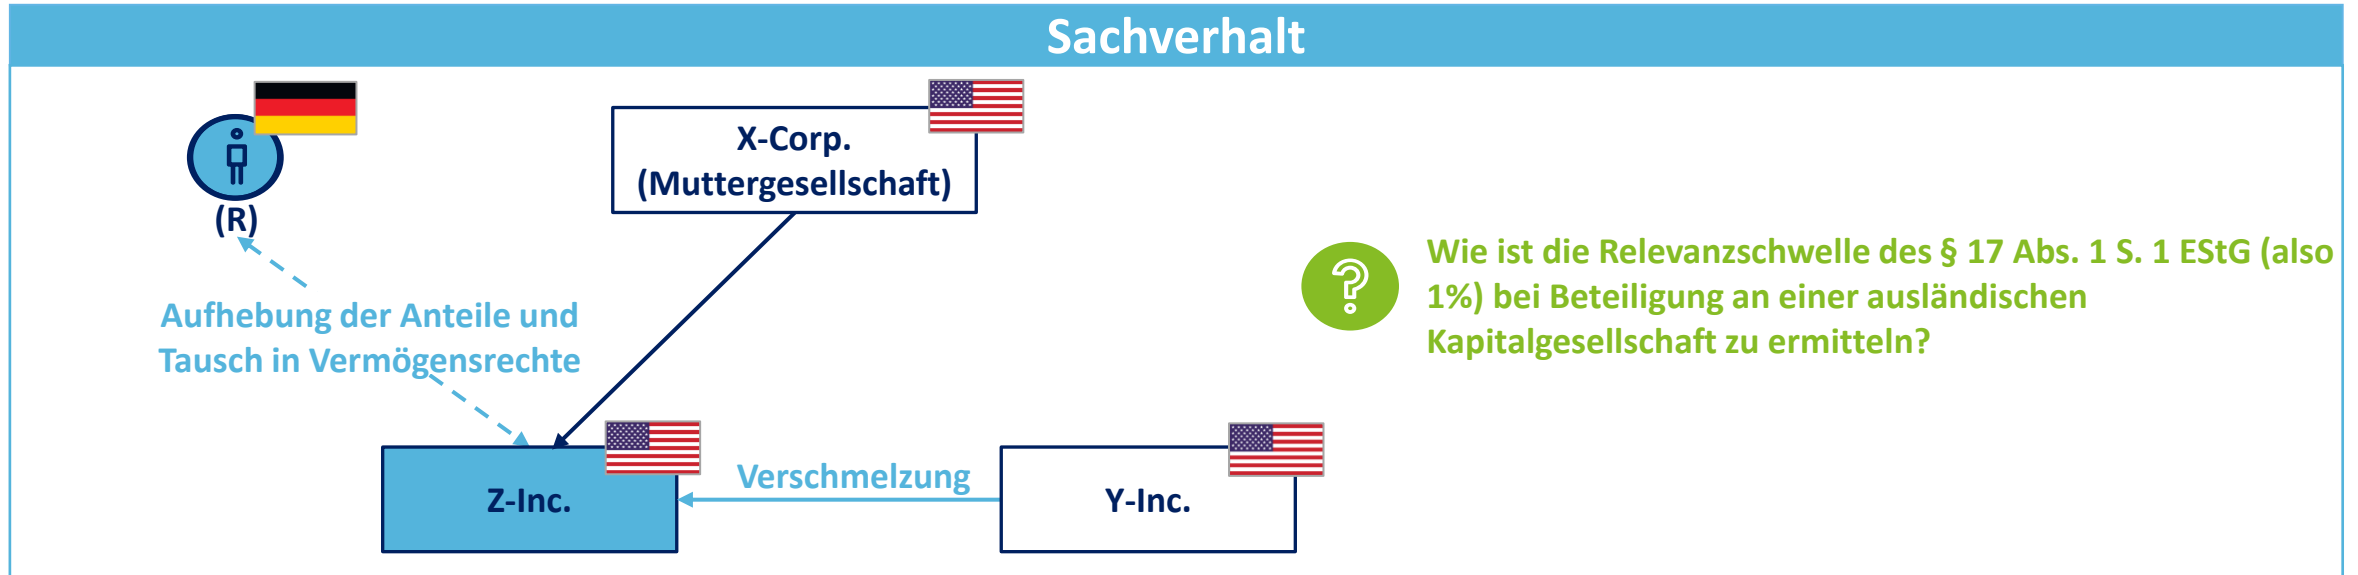 Sachverhalt
X-Corp.
(Muttergesellschaft)
(R)
Wie ist die Relevanzschwelle des § 17 Abs. 1 S. 1 EStG (also
1%) bei Beteiligung an einer ausländischen
Kapitalgesellschaft zu ermitteln?
Aufhebung der Anteile und
Tausch in Vermögensrechte
Verschmelzung
Z-Inc.
Y-Inc.